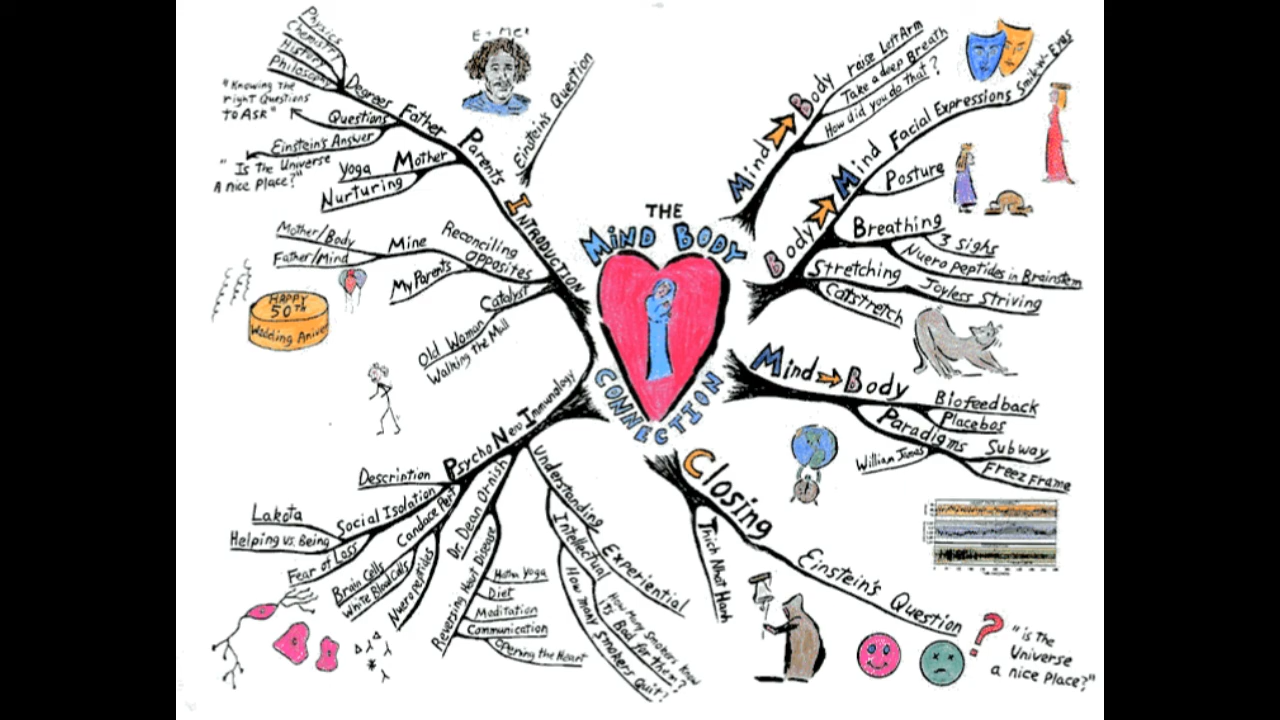 THE
MIND BODY
CONNECTION
INTRODUCTION
Einstein's Question
E=MC²
Parents
Father
Degrees
Physics
Chemistry
History
Philosophy
Questions
"Knowing the
right Questions
to Ask"
Einstein's Answer
"Is The Universe
A nice Place?"
Mother
Yoga
Nurturing
Reconciling
opposites
Mine
Mother/Body
Father/Mind
My Parents
HAPPY
50TH
Wedding Aniver
Catalyst
Old Woman
Walking the Mall
Psycho Nero Immunology
Description
Social Isolation
Lakota
Helping vs. Being
Fear of Loss
Candace Pert
Brain Cells
White Blood Cells
Nuero peptides
Dr. Dean Ornish
Reversing Heart Disease
Hatha Yoga
Diet
Meditation
Communication
Opening the Heart
Understanding
Intellectual
How many smokers Quit?
Experiential
How Many Smokers Know
it's Bad for them?
Mind Body
raise Left Arm
Take a deep Breath
How did you do that?
Body Mind
Facial Expressions
Posture
Breathing
3 sighs
Nuero peptides in Brainstem
Stretching
Joyless Striving
Catstretch
Mind Body
Biofeedback
Placebos
Paradigms
Subway
Freez Frame
William James
Closing
Thich Nhat Hanh
Einstein's Question
?
"is the
Universe
a nice Place?"